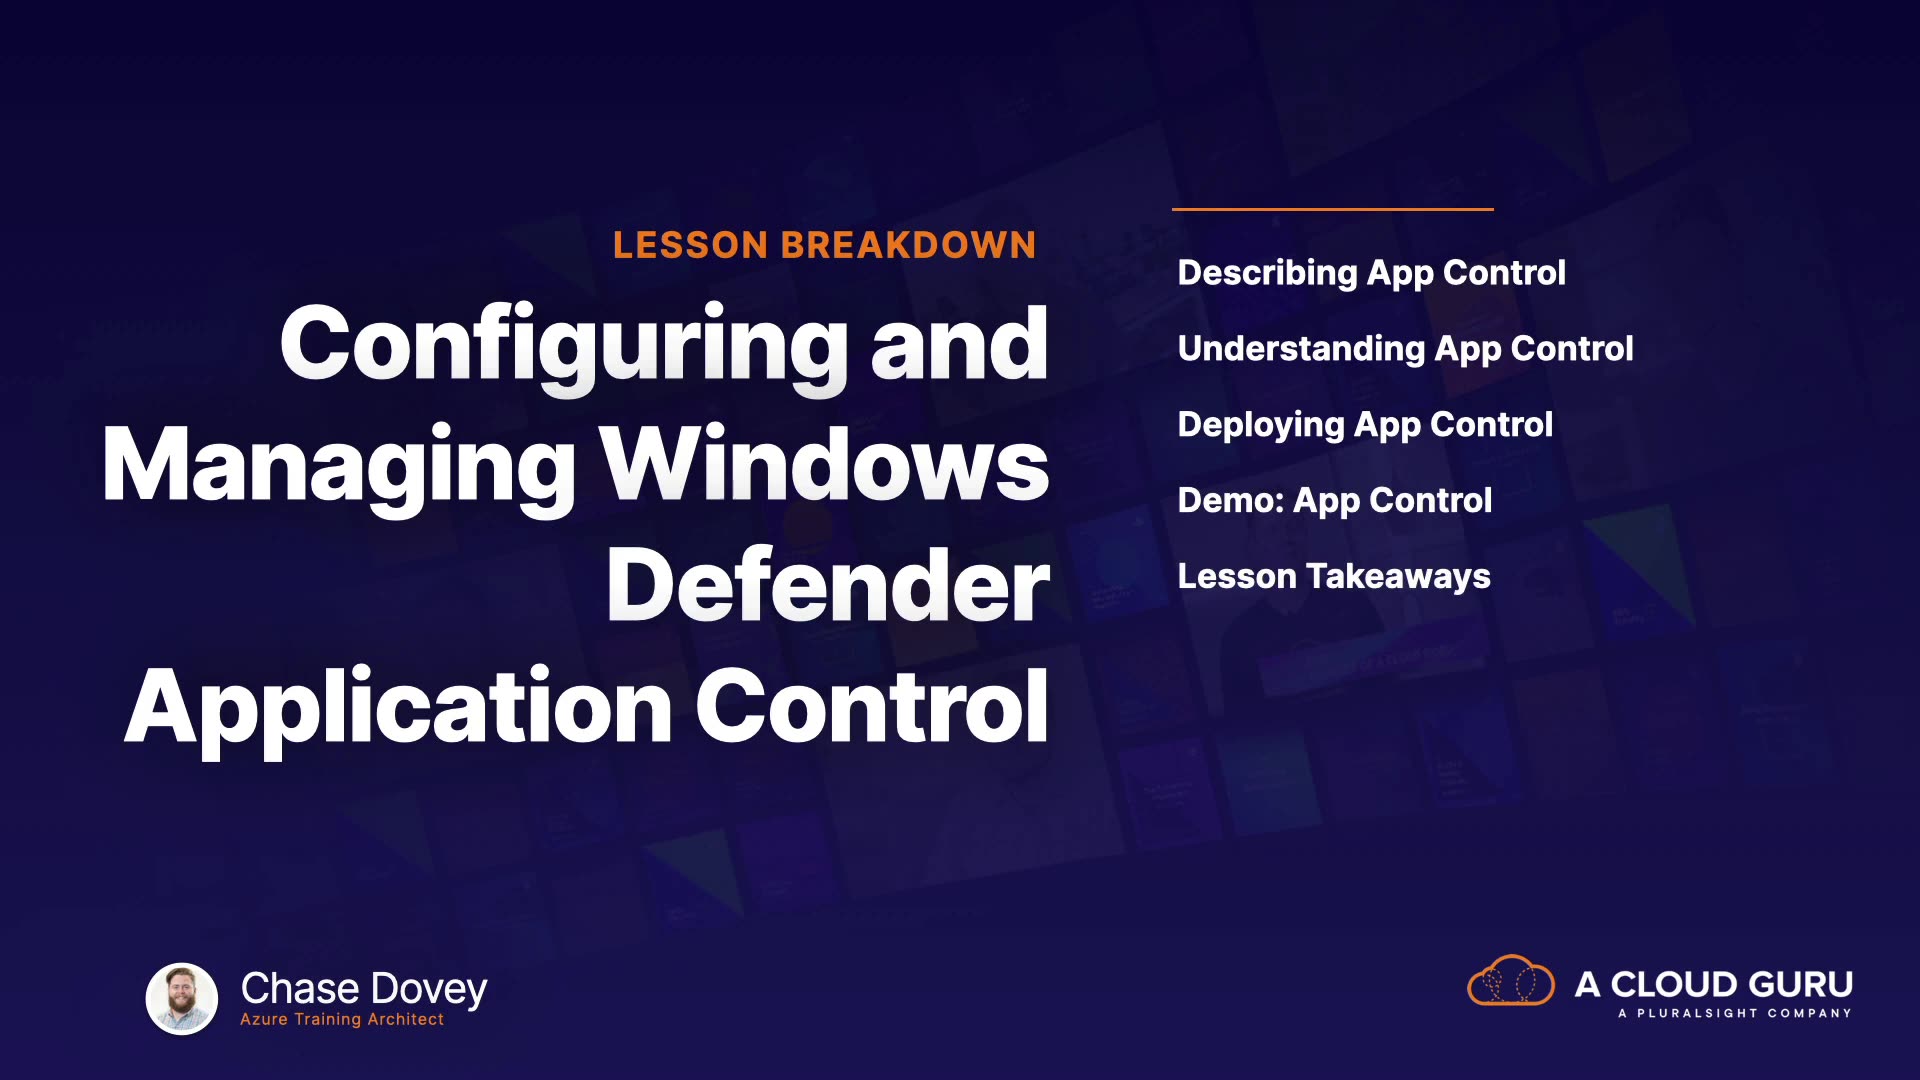 LESSON BREAKDOWN
Configuring and
Managing Windows
Defender
Application Control
Describing App Control
Understanding App Control
Deploying App Control
Demo: App Control
Lesson Takeaways
Chase Dovey
Azure Training Architect
A CLOUD GURU
A PLURALSIGHT COMPANY